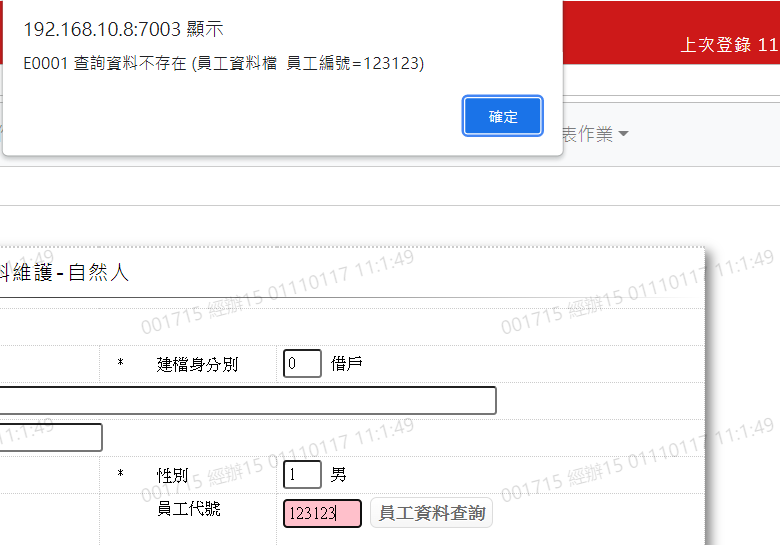 192.168.10.8:7003 顯示
E0001 查詢資料不存在 (員工資料檔 員工編號=123123)
確定
上次登錄 11
表作業
料維護-自然人
001715 經辦15 01110117 11:1:49
001715 經辦15 01110117 11:1:49
* 建檔身分別 0 借戶
11:1:49
* 性別 1 男
001715 經辦15 01110117 11:1:49
001715 經辦15 01110117 11:1:49
員工代號 123123 員工資料查詢